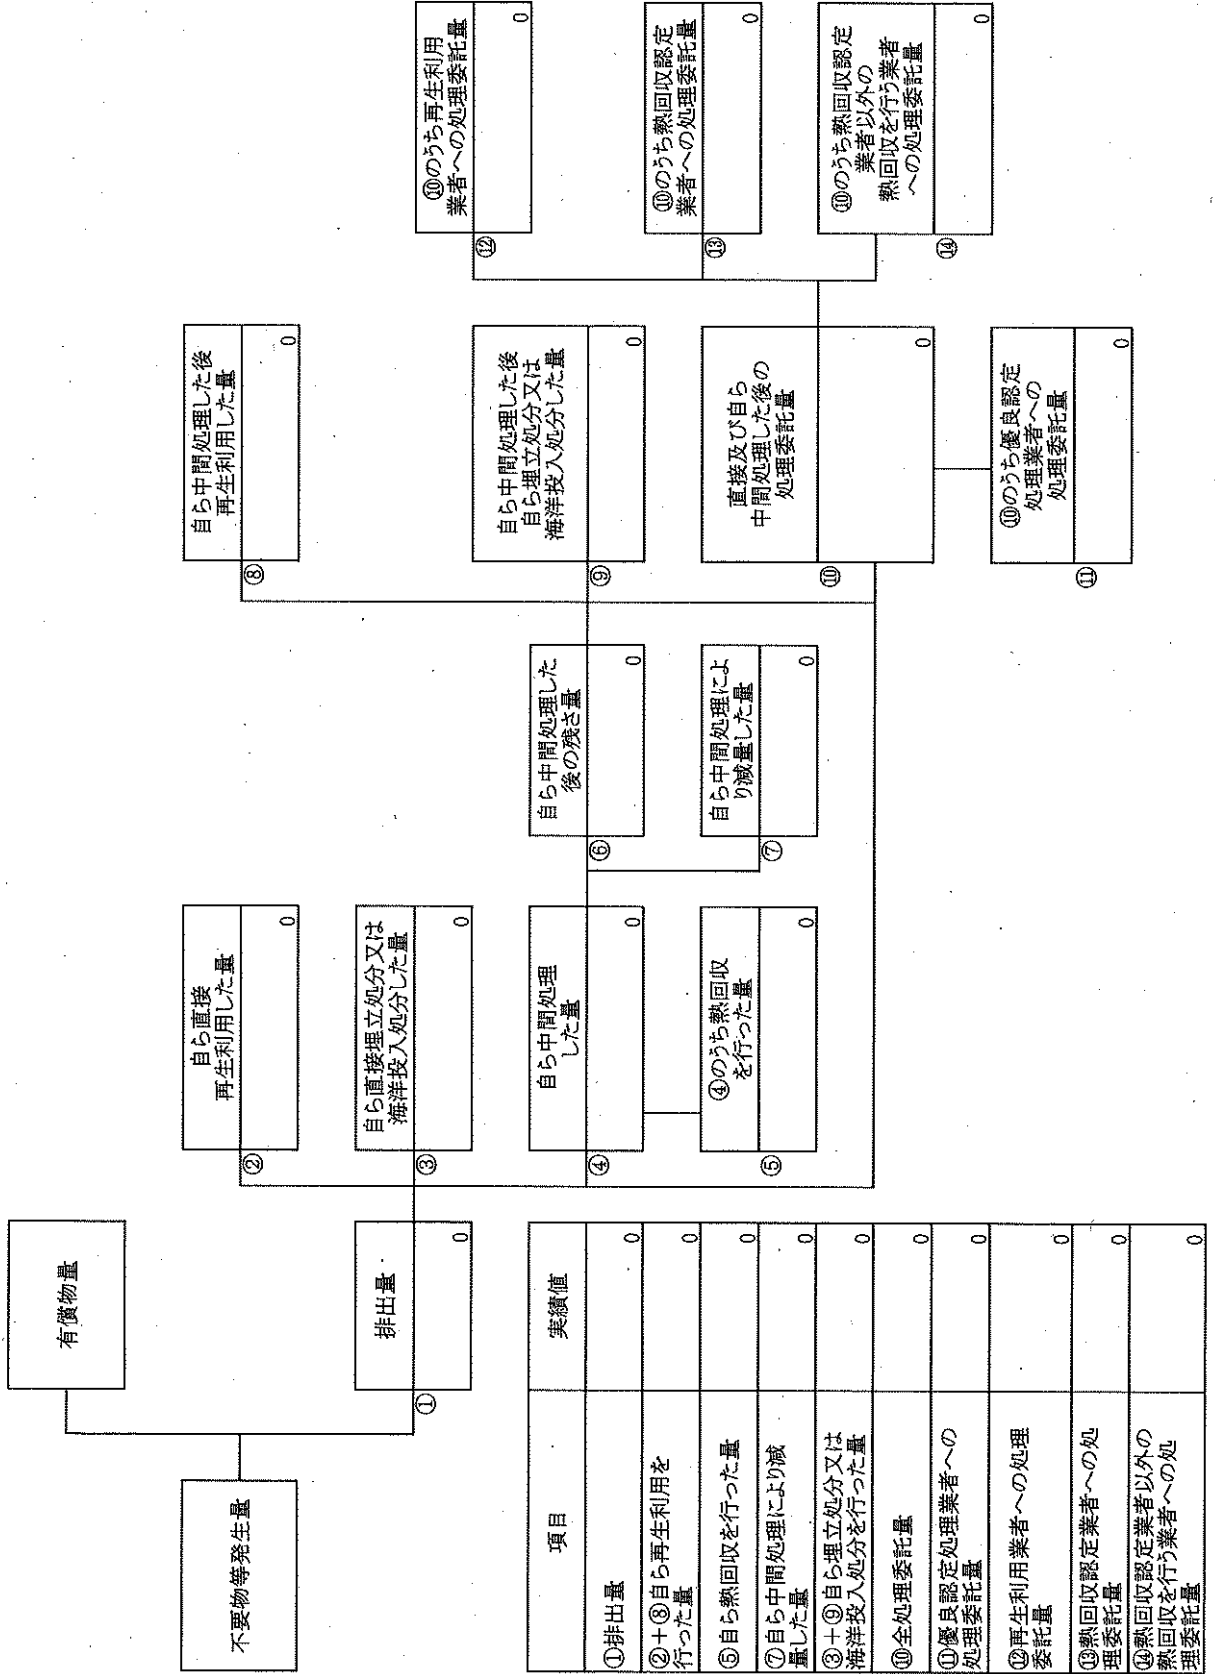 不要物等発生量
有償物量
①
排出量
0
②
自ら直接
再生利用した量
0
③
自ら直接埋立処分又は
海洋投入処分した量
0
④
自ら中間処理
した量
0
⑤
④のうち熱回収
を行った量
0
⑥
自ら中間処理した
後の残さ量
0
⑦
自ら中間処理によ
り減量した量
0
⑧
自ら中間処理した後
再生利用した量
0
⑨
自ら中間処理した後
自ら埋立処分又は
海洋投入処分した量
0
⑩
直接及び自ら
中間処理した後の
処理委託量
0
⑪
⑩のうち優良認定
処理業者への
処理委託量
0
⑫
⑩のうち再生利用
業者への処理委託量
0
⑬
⑩のうち熱回収認定
業者への処理委託量
0
⑭
⑩のうち熱回収認定
業者以外の
熱回収を行う業者
への処理委託量
0
項目 実績値
①排出量 0
②+⑧自ら再生利用を
行った量 0
⑤自ら熱回収を行った量 0
⑦自ら中間処理により減
量した量 0
③+⑨自ら埋立処分又は
海洋投入処分を行った量 0
⑩全処理委託量 0
⑪優良認定処理業者への
処理委託量 0
⑫再生利用業者への処理
委託量 0
⑬熱回収認定業者への処
理委託量 0
⑭熱回収認定業者以外の
熱回収を行う業者への処
理委託量 0